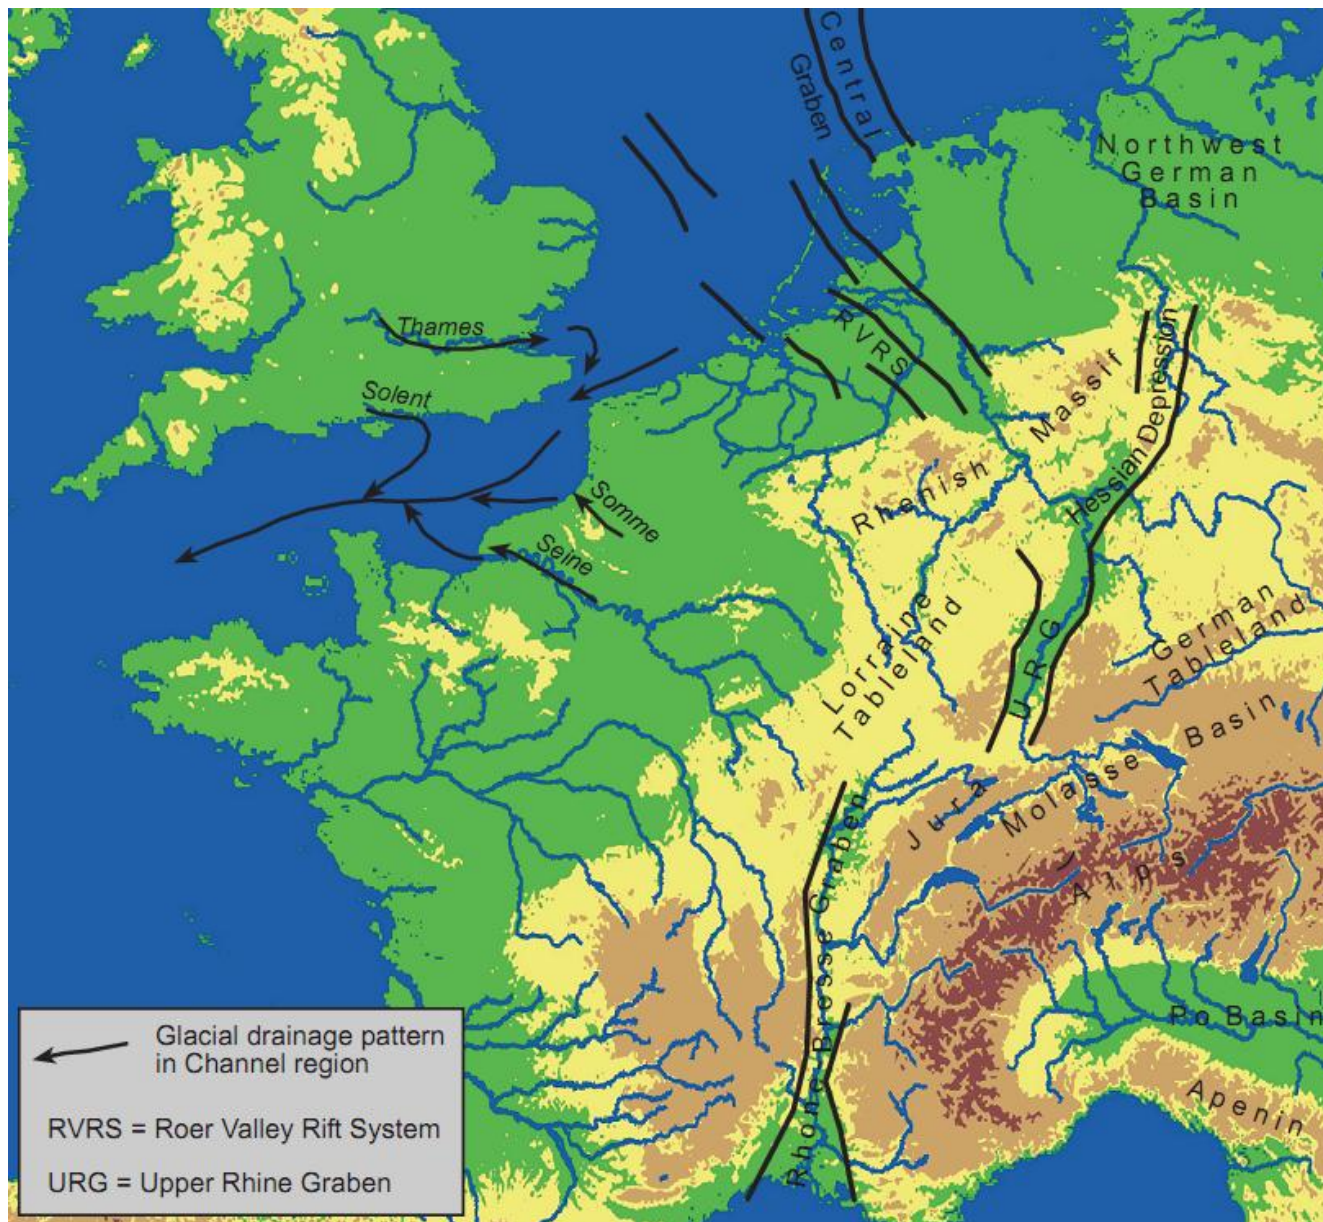 Central
Graben
Northwest
German
Basin
Thames
RVRS
Solent
Massif
Hessian Depression
Rhenish
Somme
Seine
Lorraine
Tableland
URG
German
Tableland
Basin
Molasse
Jura
Alps
Rhone Bresse Graben
Po Basin
Apenin
Glacial drainage pattern
in Channel region
RVRS = Roer Valley Rift System
URG = Upper Rhine Graben